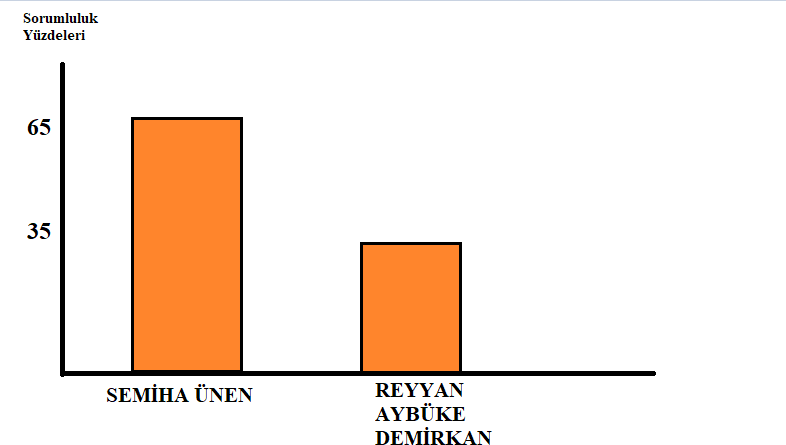 Sorumluluk
Yüzdeleri
65
35
SEMİHA ÜNEN
REYYAN
AYBÜKE
DEMİRKAN